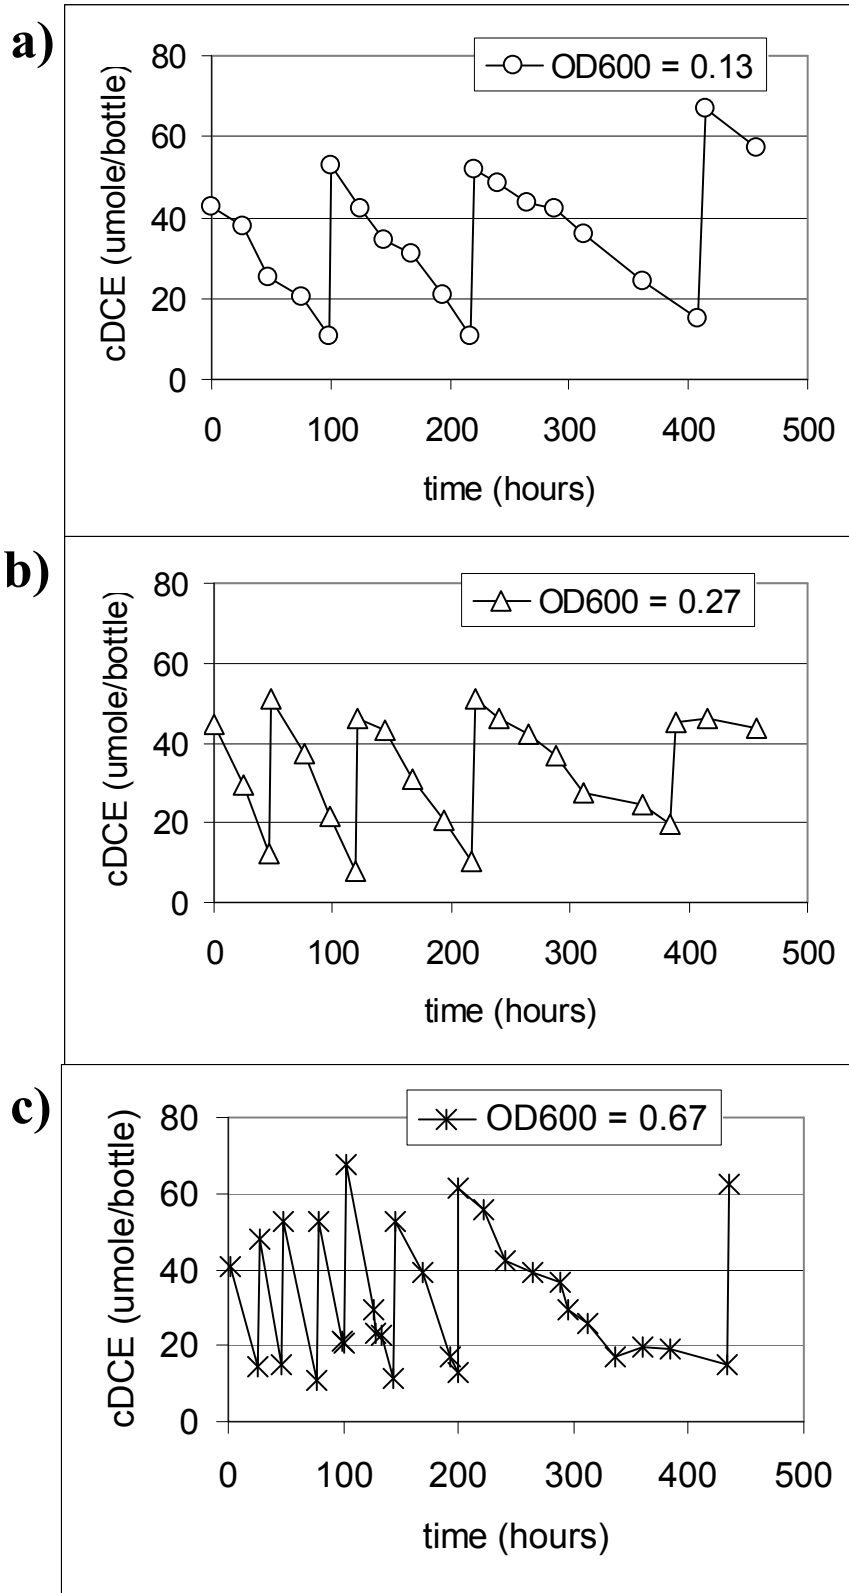 a)
OD600 = 0.13
cDCE (umole/bottle)
80
60
40
20
0
0 100 200 300 400 500
time (hours)
b)
OD600 = 0.27
cDCE (umole/bottle)
80
60
40
20
0
0 100 200 300 400 500
time (hours)
c)
OD600 = 0.67
cDCE (umole/bottle)
80
60
40
20
0
0 100 200 300 400 500
time (hours)